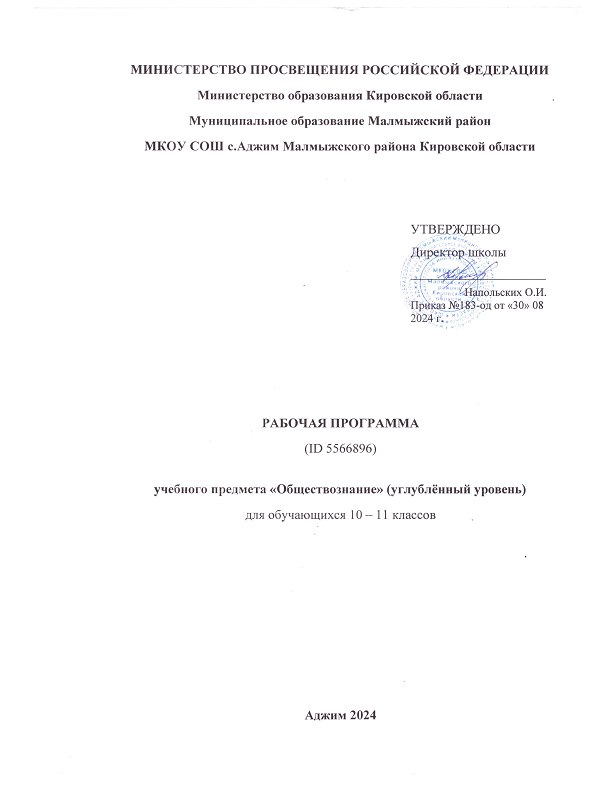 МИНИСТЕРСТВО ПРОСВЕЩЕНИЯ РОССИЙСКОЙ ФЕДЕРАЦИИ
Министерство образования Кировской области
Муниципальное образование Малмыжский район
МКОУ СОШ с.Аджим Малмыжского района Кировской области
УТВЕРЖДЕНО
Директор школы
Напольских О.И.
Приказ №183-од от «30» 08
2024 г.
РАБОЧАЯ ПРОГРАММА
(ID 5566896)
учебного предмета «Обществознание» (углублённый уровень)
для обучающихся 10 – 11 классов
Аджим 2024